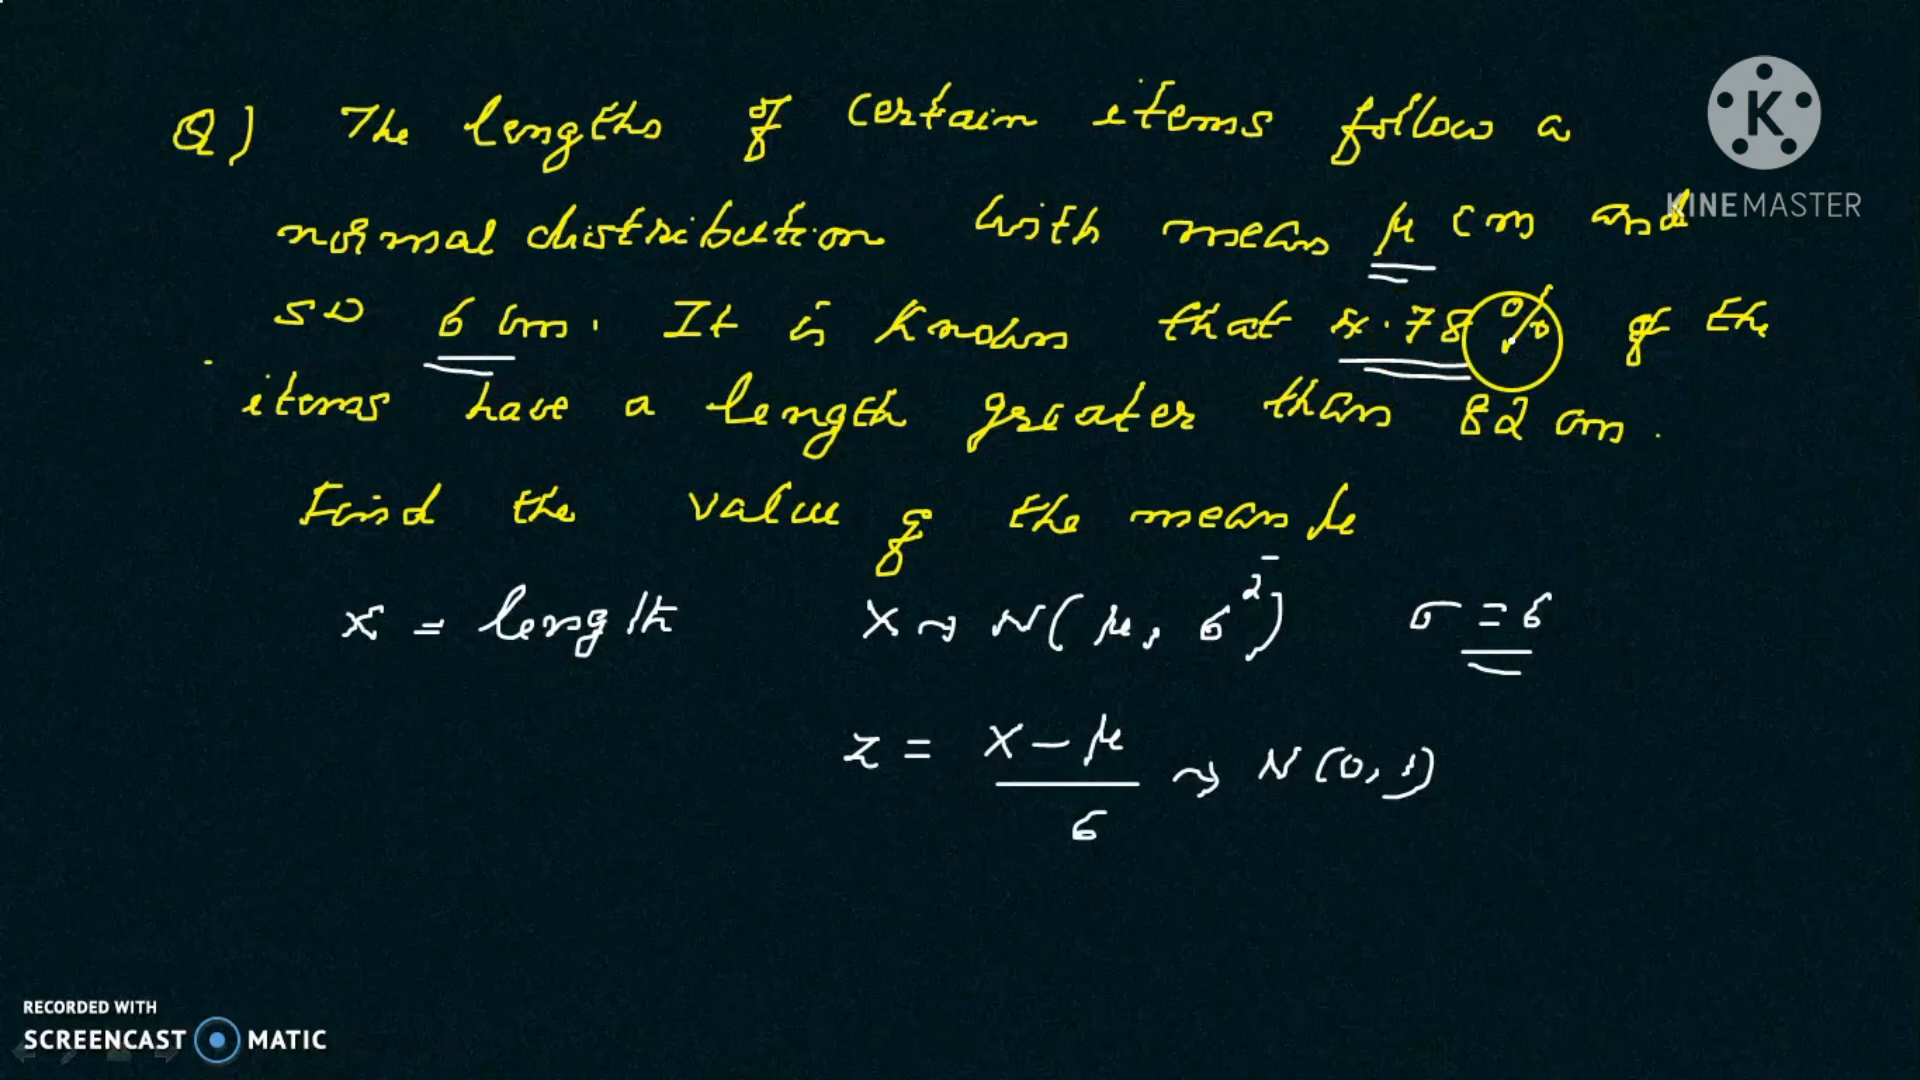 Q) The lengths of certain items follow a
normal distribution with mean μ cm and
SD 6 cm. It is known that 4.78% of the
items have a length greater than 82 cm.
Find the value of the mean μ
x = length X ~ N(μ, 6²) σ = 6
z = X - μ / 6 ~ N(0,1)
K
KINEMASTER
RECORDED WITH
SCREENCAST MATIC